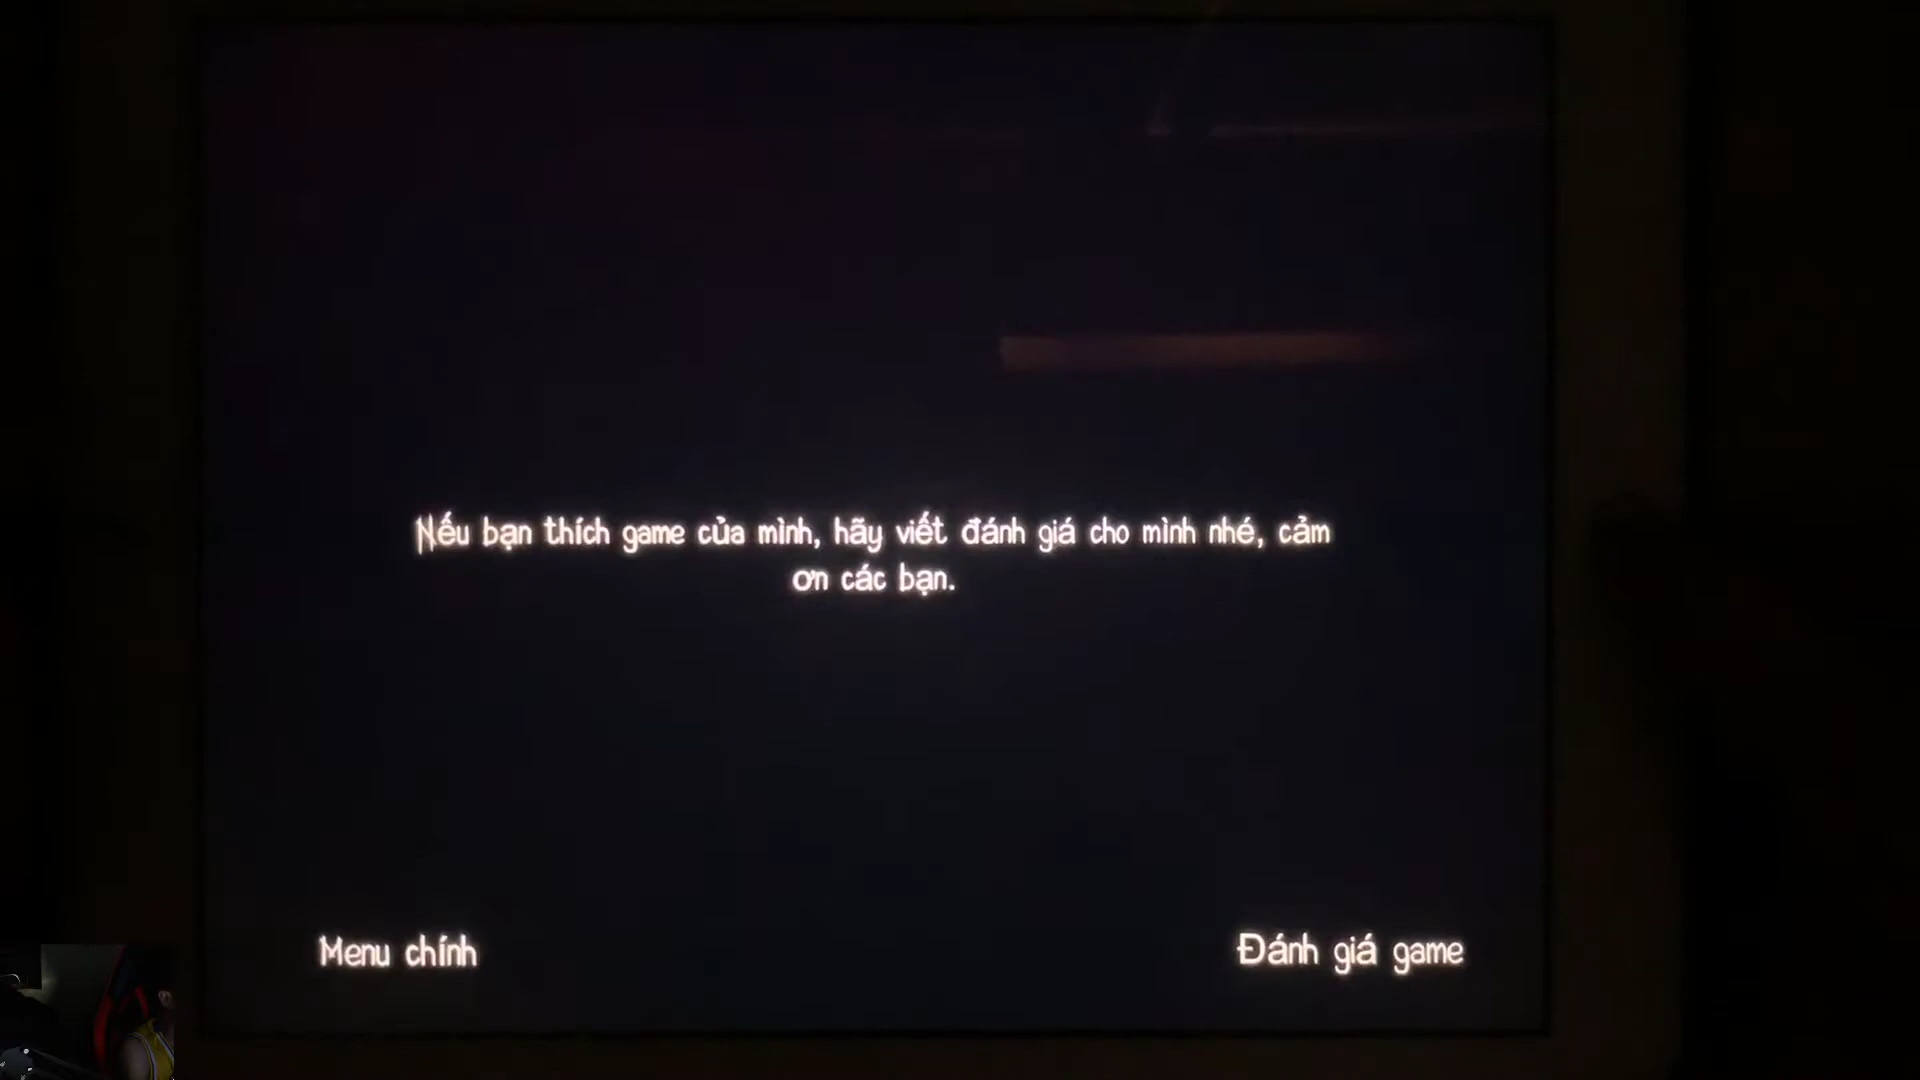 Nếu bạn thích game của mình, hãy viết đánh giá cho mình nhé, cảm
ơn các bạn.
Menu chính
Đánh giá game